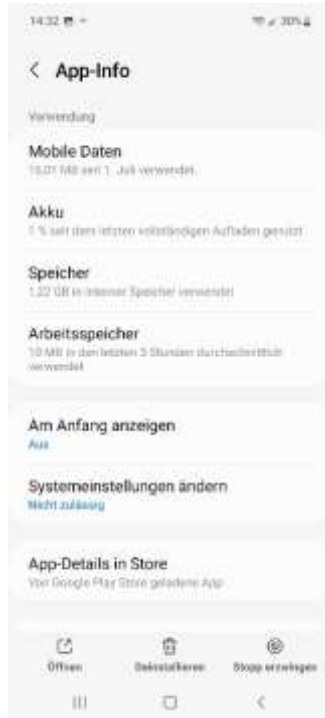 14:32
30%
App-Info
Verwendung
Mobile Daten
MB seit 1. Juli verwendet
Akku
1 % seit dem letzten vollständigen Aufladen genutzt
Speicher
1,22 GB in Interner Speicher verwendet
Arbeitsspeicher
10 MB in den letzten 3 Stunden durchschnittlich
verwendet
Am Anfang anzeigen
Aus
Systemeinstellungen ändern
Nicht zulässig
App-Details in Store
Von Google Play Store geladene App
Öffnen
Deinstallieren
Stopp erzwingen